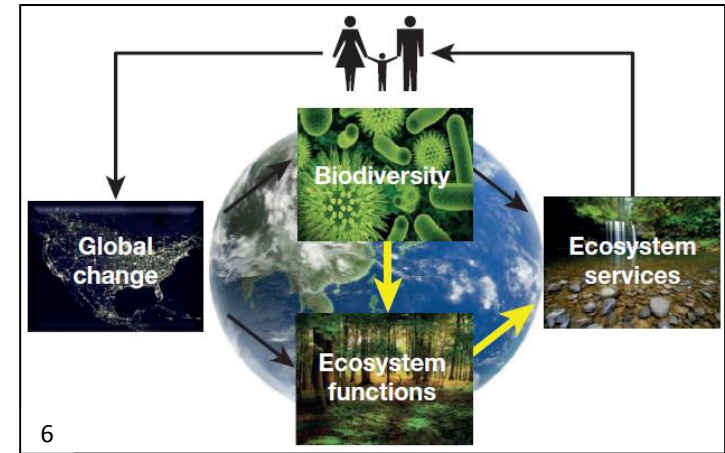 Biodiversity
Global
change
Ecosystem
services
Ecosystem
functions
6